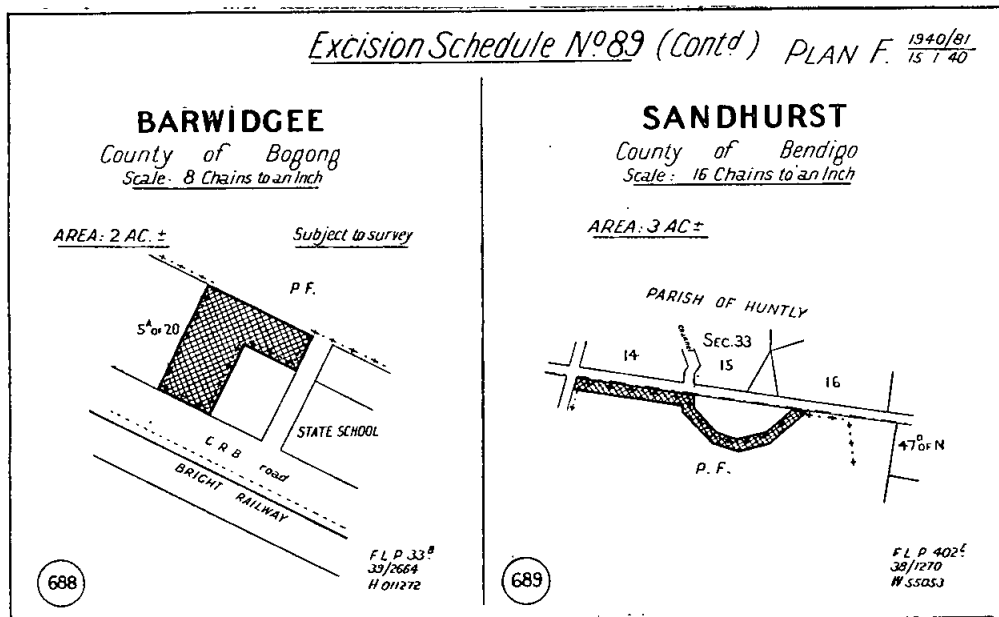 Excision Schedule Nº89 (Contd) PLAN F. 1940/81
15 1 40
BARWIDGEE
County of Bogong
Scale- 8 Chains to an Inch
AREA: 2 AC. ±
Subject to survey
P F.
5A OF 20
STATE SCHOOL
C R B road
BRIGHT RAILWAY
688
F L P 33B
39/2664
H 011272
SANDHURST
County of Bendigo
Scale: 16 Chains to an Inch
AREA: 3 AC ±
PARISH OF HUNTLY
CHANNEL
SEC. 33
14
15
16
47D OF N
P. F.
689
F L P 402E
38/1270
W 55053